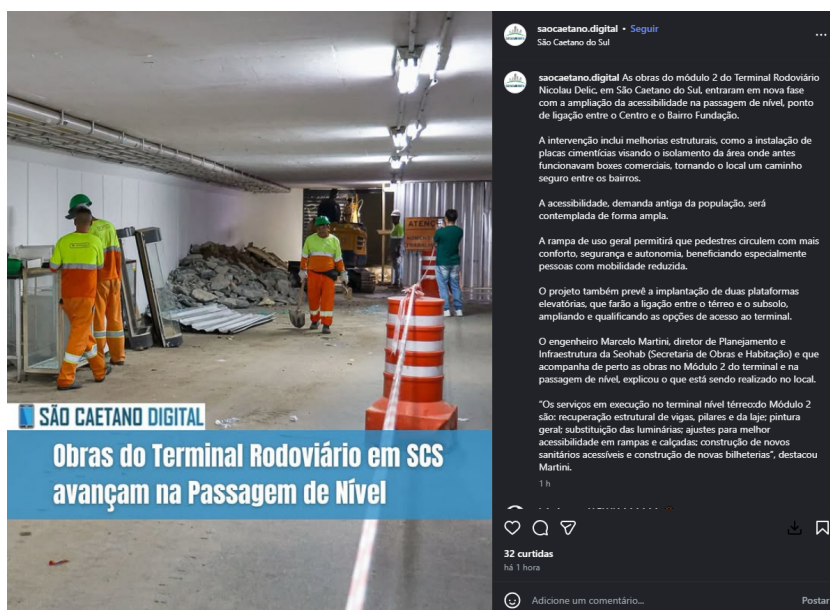 saocaetano.digital • Seguir
São Caetano do Sul
saocaetano.digital As obras do módulo 2 do Terminal Rodoviário
Nicolau Delic, em São Caetano do Sul, entraram em nova fase
com a ampliação da acessibilidade na passagem de nível, ponto
de ligação entre o Centro e o Bairro Fundação.
A intervenção inclui melhorias estruturais, como a instalação de
placas cimentícias visando o isolamento da área onde antes
funcionavam boxes comerciais, tornando o local um caminho
seguro entre os bairros.
A acessibilidade, demanda antiga da população, será
contemplada de forma ampla.
A rampa de uso geral permitirá que pedestres circulem com mais
conforto, segurança e autonomia, beneficiando especialmente
pessoas com mobilidade reduzida.
O projeto também prevê a implantação de duas plataformas
elevatórias, que farão a ligação entre o térreo e o subsolo,
ampliando e qualificando as opções de acesso ao terminal.
O engenheiro Marcelo Martini, diretor de Planejamento e
Infraestrutura da Seohab (Secretaria de Obras e Habitação) e que
acompanha de perto as obras no Módulo 2 do terminal e na
passagem de nível, explicou o que está sendo realizado no local.
"Os serviços em execução no terminal nível térreo:do Módulo 2
são: recuperação estrutural de vigas, pilares e da laje; pintura
geral; substituição das luminárias; ajustes para melhor
acessibilidade em rampas e calçadas; construção de novos
sanitários acessíveis e construção de novas bilheterias", destacou
Martini.
1 h
32 curtidas
há 1 hora
Adicione um comentário...
Postar
ATENÇ
SÃO CAETANO DIGITAL
Obras do Terminal Rodoviário em SCS
avançam na Passagem de Nível